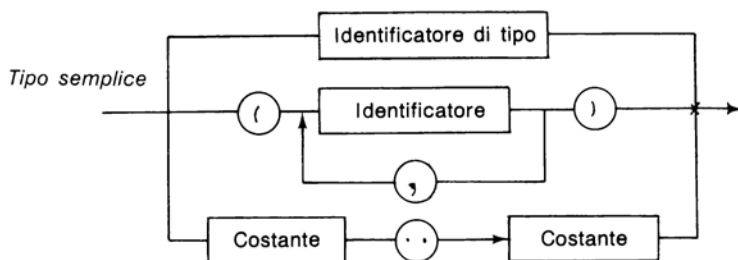 Identificatore di tipo
Tipo semplice
( Identificatore )
,
Costante .. Costante